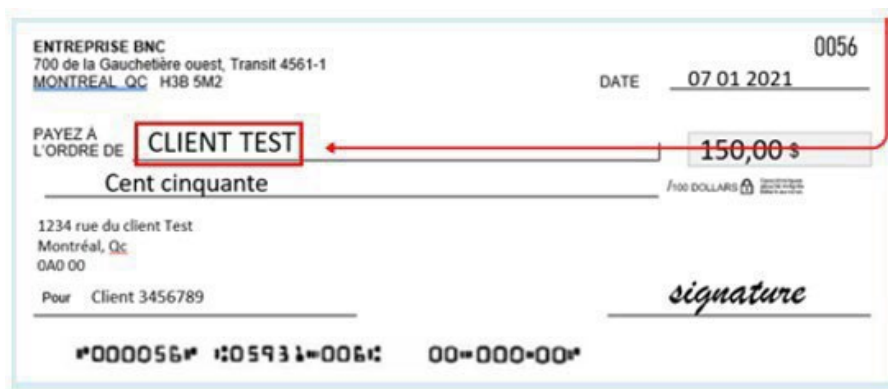 ENTREPRISE BNC
0056
700 de la Gauchetière ouest, Transit 4561-1
MONTREAL QC H3B 5M2
DATE 07 01 2021
PAYEZ À
L'ORDRE DE CLIENT TEST
150,00 $
Cent cinquante
/100 DOLLARS
1234 rue du client Test
Montréal, Qc
0A0 00
Pour Client 3456789
signature
⑈000056⑈ ⑆05931⑉006⑆ 00⑉000⑉00⑈